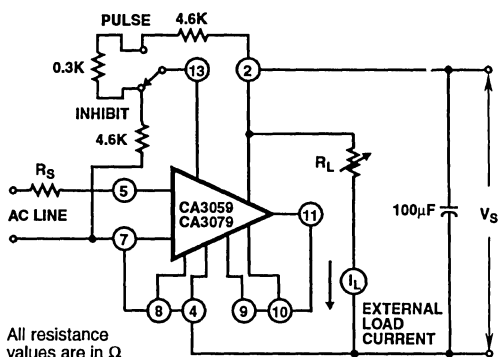 PULSE
4.6K
0.3K
13
2
INHIBIT
4.6K
RL
RS
5
CA3059
CA3079
11
100μF
VS
AC LINE
7
IL
8
4
9
10
EXTERNAL
LOAD
CURRENT
All resistance
values are in Ω